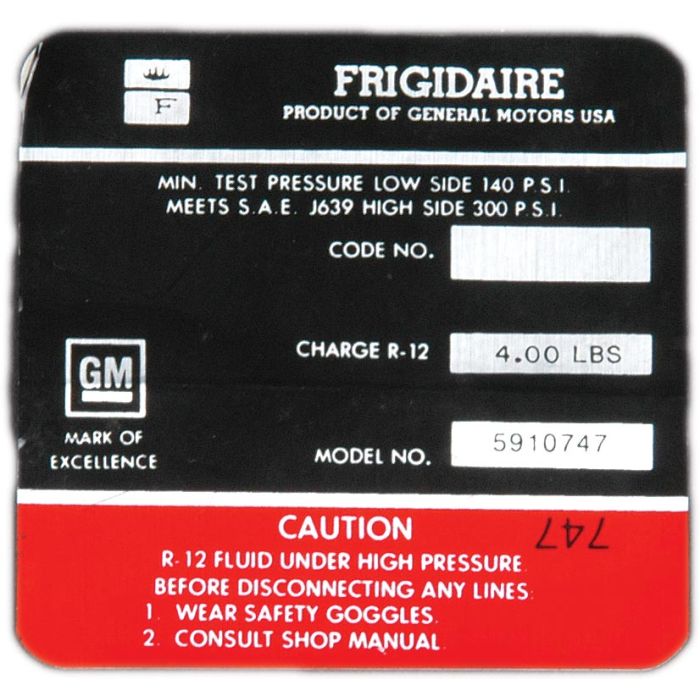 F
FRIGIDAIRE
PRODUCT OF GENERAL MOTORS USA
MIN. TEST PRESSURE LOW SIDE 140 P.S.I.
MEETS S.A.E. J639 HIGH SIDE 300 P.S.I.
CODE NO.
CHARGE R-12 4.00 LBS
GM
MARK OF
EXCELLENCE
MODEL NO. 5910747
747
CAUTION
R-12 FLUID UNDER HIGH PRESSURE
BEFORE DISCONNECTING ANY LINES:
1. WEAR SAFETY GOGGLES.
2. CONSULT SHOP MANUAL.